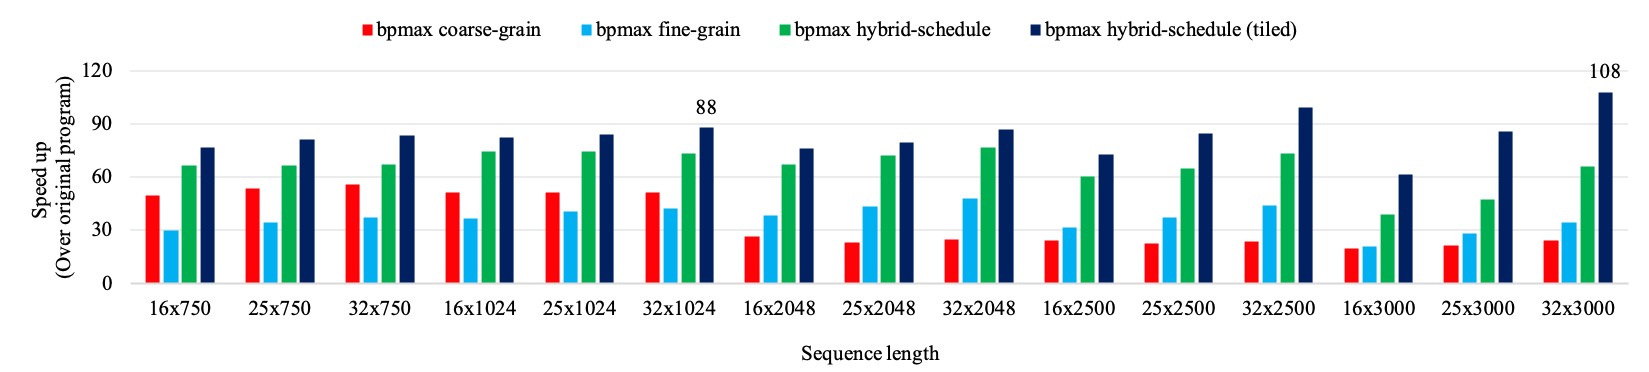 bpmax coarse-grain bpmax fine-grain bpmax hybrid-schedule bpmax hybrid-schedule (tiled)
Speed up
(Over original program)
120
90
60
30
0
88
108
16x750 25x750 32x750 16x1024 25x1024 32x1024 16x2048 25x2048 32x2048 16x2500 25x2500 32x2500 16x3000 25x3000 32x3000
Sequence length